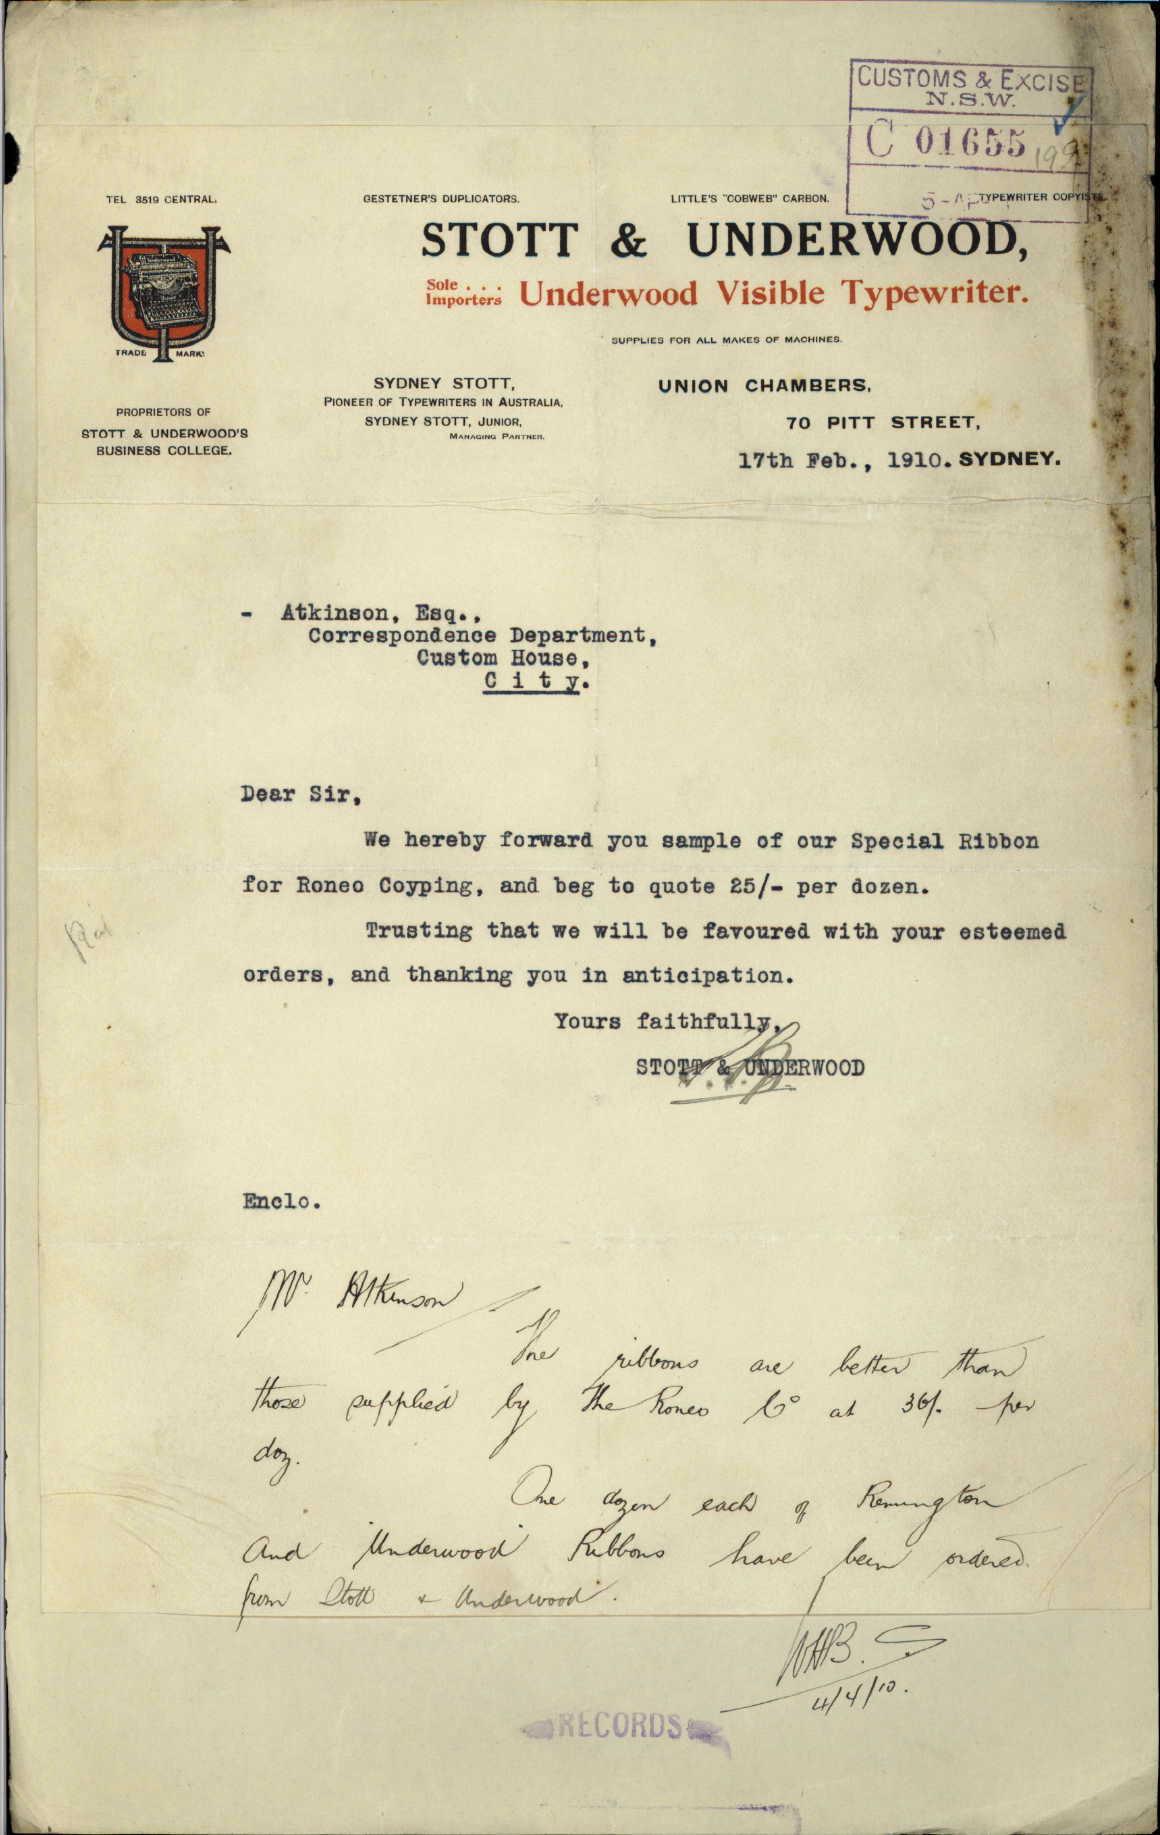 CUSTOMS & EXCISE
N.S.W.
C 01655
TEL 3519 CENTRAL.
GESTETNER'S DUPLICATORS.
LITTLE'S "COBWEB" CARBON.
TYPEWRITER COPYISTS.
STOTT & UNDERWOOD,
Sole . . .
Importers
Underwood Visible Typewriter.
SUPPLIES FOR ALL MAKES OF MACHINES.
TRADE MARK
PROPRIETORS OF
STOTT & UNDERWOOD'S
BUSINESS COLLEGE.
SYDNEY STOTT,
PIONEER OF TYPEWRITERS IN AUSTRALIA,
SYDNEY STOTT, JUNIOR,
MANAGING PARTNER.
UNION CHAMBERS,
70 PITT STREET,
17th Feb., 1910. SYDNEY.
- Atkinson, Esq.,
Correspondence Department,
Custom House,
C i t y.
Dear Sir,
We hereby forward you sample of our Special Ribbon
for Roneo Coyping, and beg to quote 25/- per dozen.
Trusting that we will be favoured with your esteemed
orders, and thanking you in anticipation.
Yours faithfully,
STOTT & UNDERWOOD
Enclo.
Mr Atkinson
The ribbons are better than
those supplied by The Roneo Co at 36/- per
doz.
One dozen each of Remington
And Underwood Ribbons have been ordered
from Stott & Underwood.
WHB.
4/4/10.
RECORDS